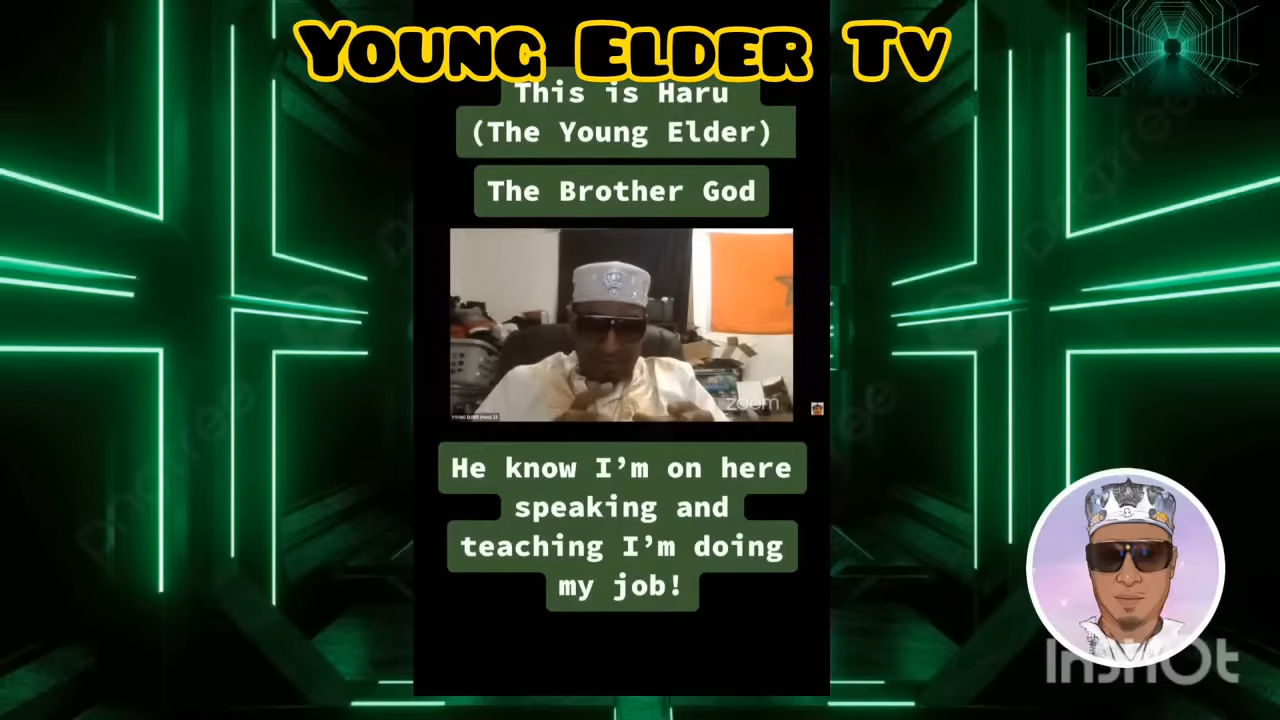 Young Elder Tv
This is Haru
(The Young Elder)
The Brother God
zoom
He know I’m on here
speaking and
teaching I’m doing
my job!
InShOt